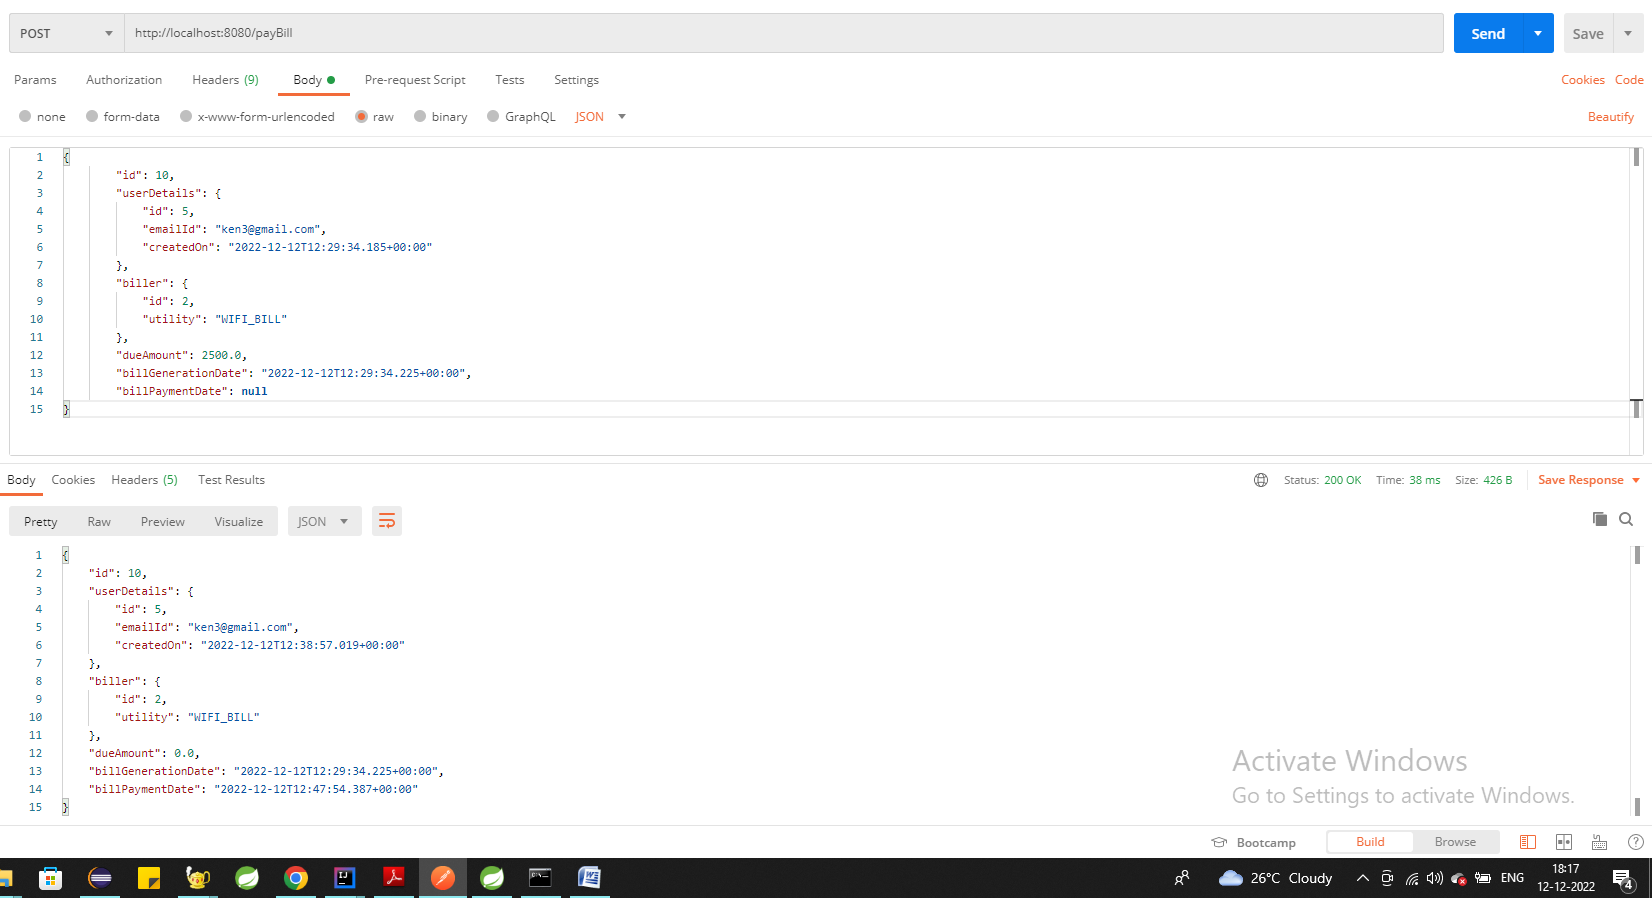 POST http://localhost:8080/payBill Send Save
Params Authorization Headers (9) Body Pre-request Script Tests Settings Cookies Code
none form-data x-www-form-urlencoded raw binary GraphQL JSON Beautify
1 {
2 "id": 10,
3 "userDetails": {
4 "id": 5,
5 "emailId": "ken3@gmail.com",
6 "createdOn": "2022-12-12T12:29:34.185+00:00"
7 },
8 "biller": {
9 "id": 2,
10 "utility": "WIFI_BILL"
11 },
12 "dueAmount": 2500.0,
13 "billGenerationDate": "2022-12-12T12:29:34.225+00:00",
14 "billPaymentDate": null
15 }
Body Cookies Headers (5) Test Results Status: 200 OK Time: 38 ms Size: 426 B Save Response
Pretty Raw Preview Visualize JSON
1 {
2 "id": 10,
3 "userDetails": {
4 "id": 5,
5 "emailId": "ken3@gmail.com",
6 "createdOn": "2022-12-12T12:38:57.019+00:00"
7 },
8 "biller": {
9 "id": 2,
10 "utility": "WIFI_BILL"
11 },
12 "dueAmount": 0.0,
13 "billGenerationDate": "2022-12-12T12:29:34.225+00:00",
14 "billPaymentDate": "2022-12-12T12:47:54.387+00:00"
15 }
Activate Windows
Go to Settings to activate Windows.
Bootcamp Build Browse
26°C Cloudy ENG 18:17
12-12-2022 4